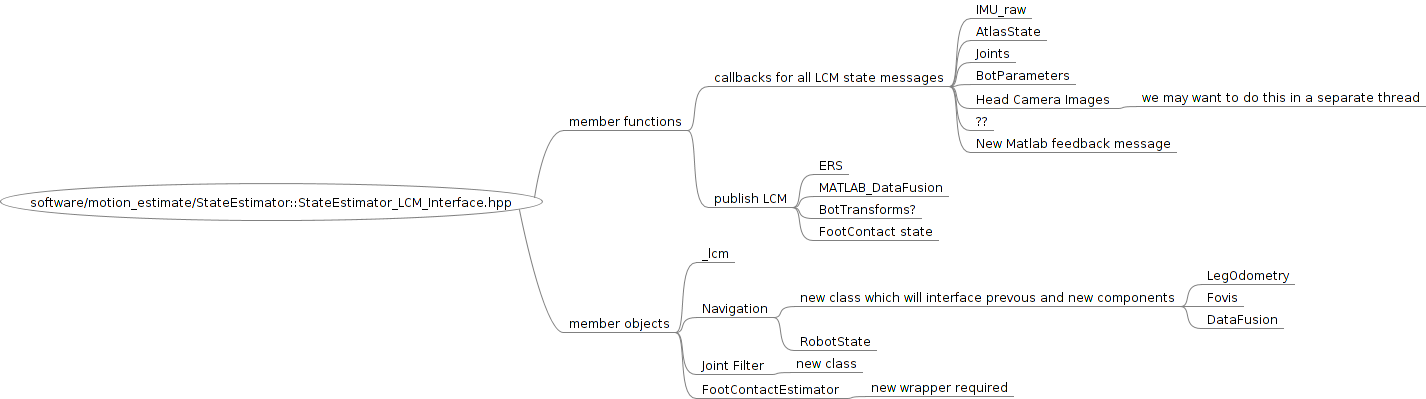 software/motion_estimate/StateEstimator::StateEstimator_LCM_Interface.hpp
member functions
callbacks for all LCM state messages
IMU_raw
AtlasState
Joints
BotParameters
Head Camera Images
we may want to do this in a separate thread
??
New Matlab feedback message
publish LCM
ERS
MATLAB_DataFusion
BotTransforms?
FootContact state
member objects
_lcm
Navigation
new class which will interface prevous and new components
LegOdometry
Fovis
DataFusion
RobotState
Joint Filter
new class
FootContactEstimator
new wrapper required